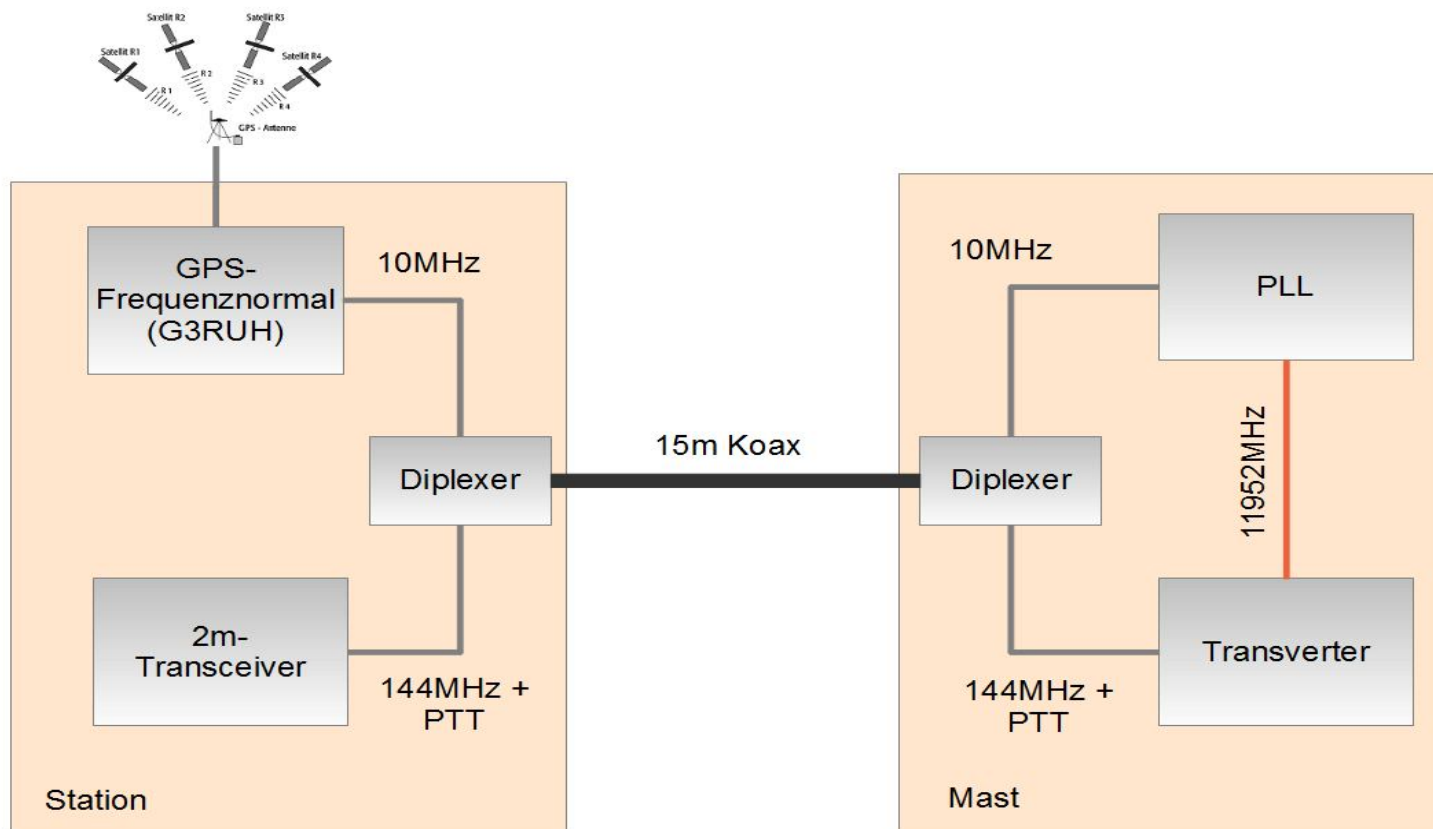 Satellit R2
Satellit R3
Satellit R1
Satellit R4
R 2
R 3
R 1
R 4
GPS - Antenne
GPS-
Frequenznormal
(G3RUH)
10MHz
Diplexer
2m-
Transceiver
144MHz +
PTT
Station
15m Koax
10MHz
PLL
Diplexer
11952MHz
Transverter
144MHz +
PTT
Mast